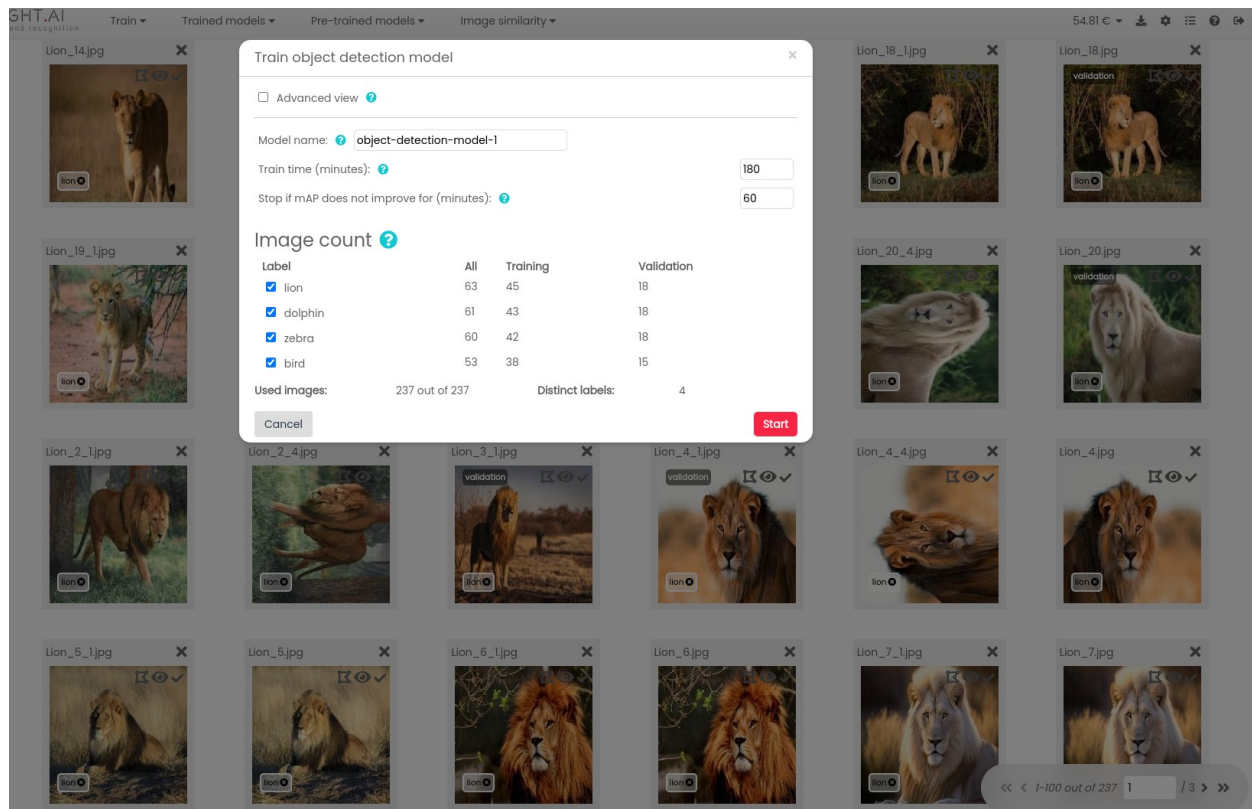 GHT.AI
and recognition
Train
Trained models
Pre-trained models
Image similarity
54.81 €
Lion_14.jpg
lion
Train object detection model
Advanced view
Model name: object-detection-model-1
Train time (minutes): 180
Stop if mAP does not improve for (minutes): 60
Image count
Label All Training Validation
lion 63 45 18
dolphin 61 43 18
zebra 60 42 18
bird 53 38 15
Used images: 237 out of 237 Distinct labels: 4
Cancel
Start
Lion_18_1.jpg
lion
Lion_18.jpg
validation
lion
Lion_19_1.jpg
lion
Lion_20_4.jpg
lion
Lion_20.jpg
validation
lion
Lion_2_1.jpg
lion
Lion_2_4.jpg
lion
Lion_3_1.jpg
validation
lion
Lion_4_1.jpg
validation
lion
Lion_4_4.jpg
lion
Lion_4.jpg
lion
Lion_5_1.jpg
lion
Lion_5.jpg
lion
Lion_6_1.jpg
lion
Lion_6.jpg
lion
Lion_7_1.jpg
lion
Lion_7.jpg
1-100 out of 237 1 / 3